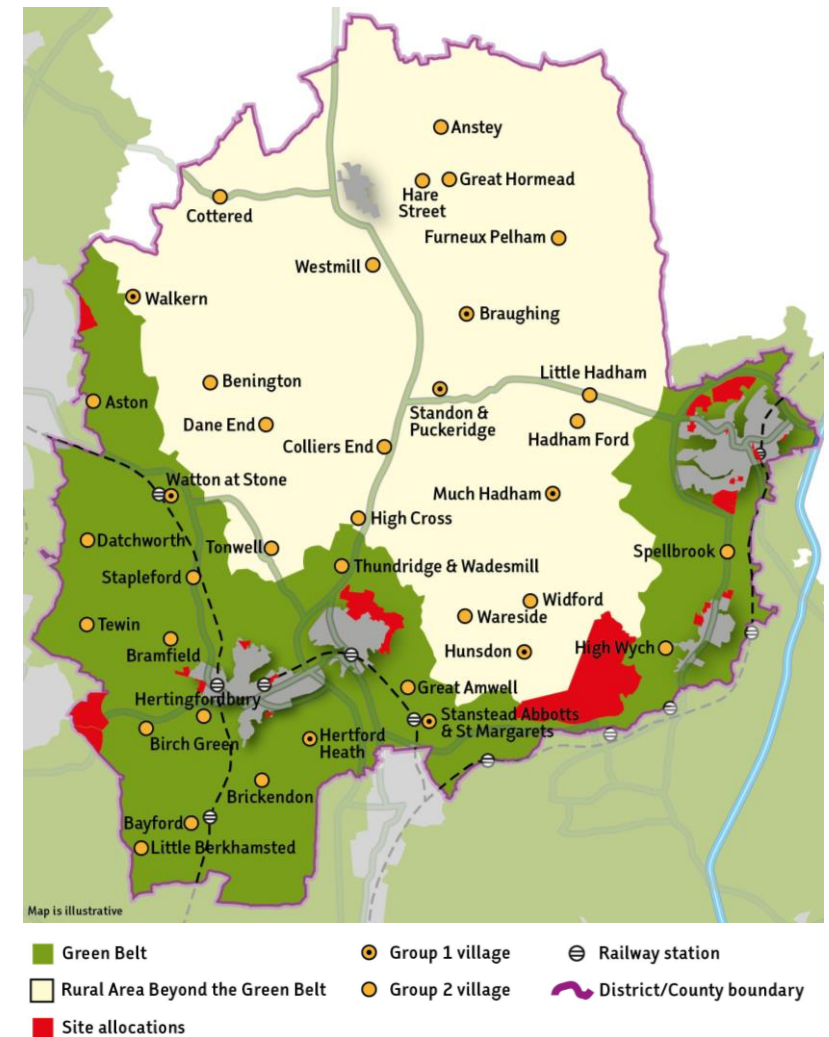 Anstey
Great Hormead
Hare
Street
Cottered
Furneux Pelham
Westmill
Walkern
Braughing
Little Hadham
Benington
Aston
Standon &
Puckeridge
Dane End
Hadham Ford
Colliers End
Watton at Stone
Much Hadham
High Cross
Datchworth
Tonwell
Spellbrook
Thundridge & Wadesmill
Stapleford
Widford
Tewin
Wareside
Bramfield
Hunsdon
High Wych
Great Amwell
Hertingfordbury
Stanstead Abbotts
& St Margarets
Birch Green
Hertford
Heath
Brickendon
Bayford
Little Berkhamsted
Map is illustrative
Green Belt
Group 1 village
Railway station
Rural Area Beyond the Green Belt
Group 2 village
District/County boundary
Site allocations